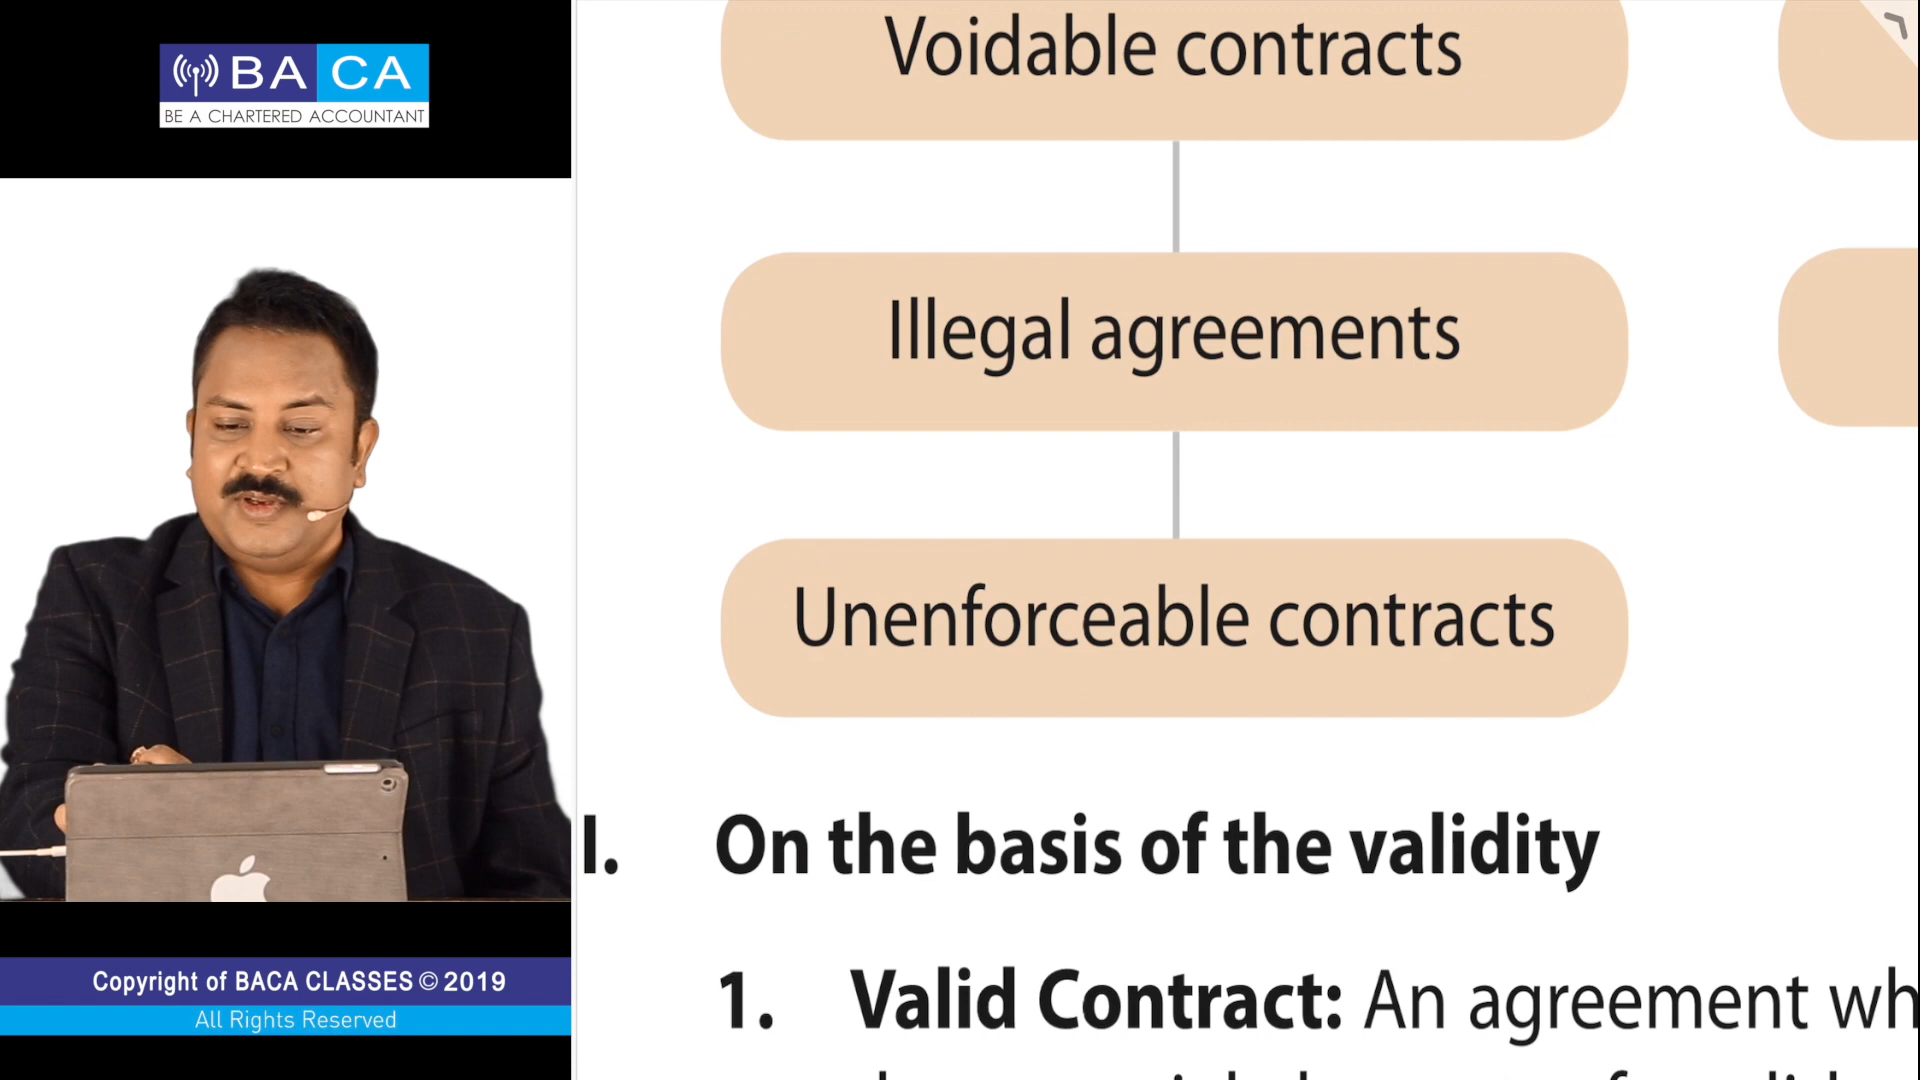 BA CA
BE A CHARTERED ACCOUNTANT
Voidable contracts
Illegal agreements
Unenforceable contracts
I. On the basis of the validity
1. Valid Contract: An agreement wh
Copyright of BACA CLASSES © 2019
All Rights Reserved